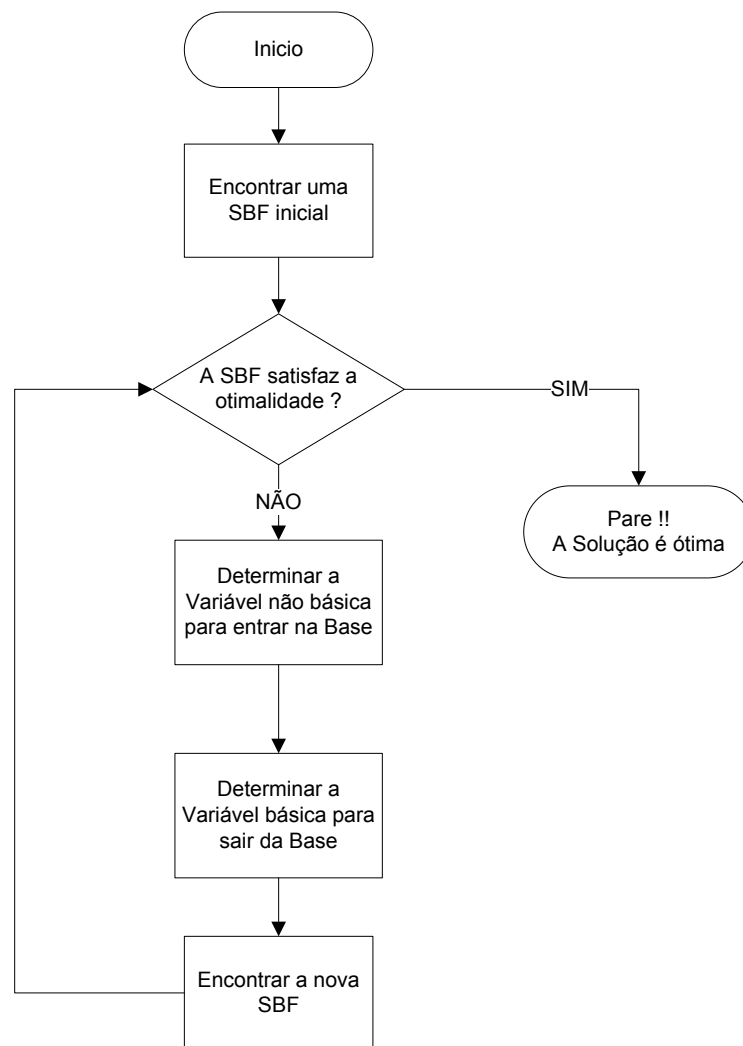 Inicio
Encontrar uma
SBF inicial
A SBF satisfaz a
otimalidade ?
SIM
NÃO
Pare !!
A Solução é ótima
Determinar a
Variável não básica
para entrar na Base
Determinar a
Variável básica para
sair da Base
Encontrar a nova
SBF